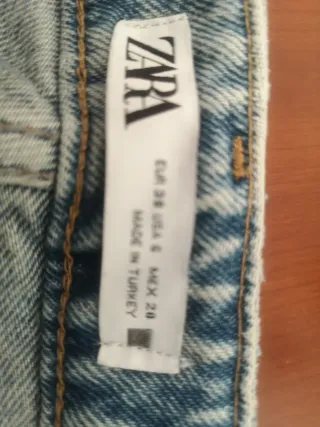 ZARA
EUR 38 USA 6 MEX 28
MADE IN TURKEY